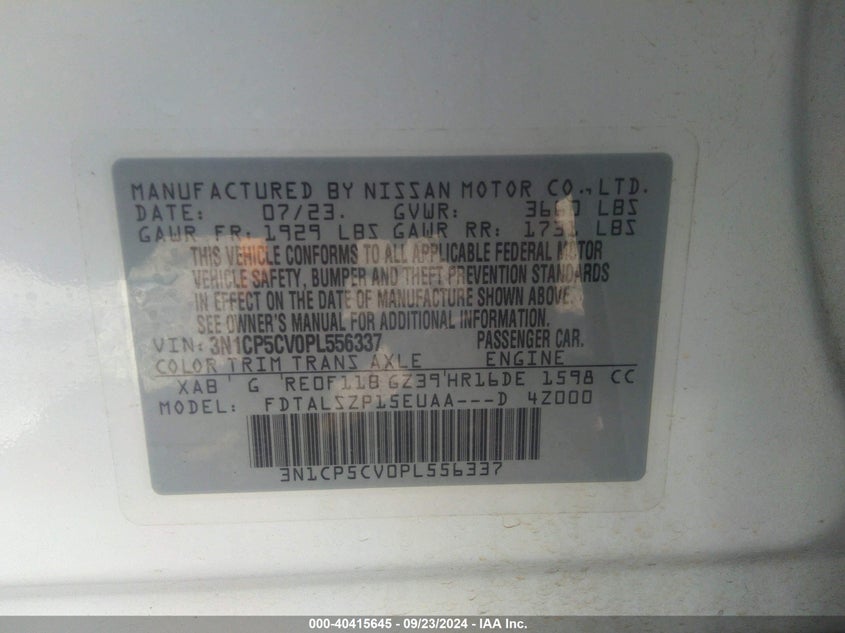 MANUFACTURED BY NISSAN MOTOR CO., LTD.
DATE: 07/23. GVWR: LBS
GAWR FR: 1929 LBS GAWR RR: 1731 LBS
THIS VEHICLE CONFORMS TO ALL APPLICABLE FEDERAL MOTOR
VEHICLE SAFETY, BUMPER AND THEFT PREVENTION STANDARDS
IN EFFECT ON THE DATE OF MANUFACTURE SHOWN ABOVE.
SEE OWNER'S MANUAL FOR ADDITIONAL INFORMATION.
VIN: 3N1CP5CV0PL556337 PASSENGER CAR.
COLOR TRIM TRANS AXLE ENGINE
XAB G RE0F11B GZ39 HR16DE 1598 CC
MODEL: FDTALSZP15EUAA---D 4Z000
3N1CP5CV0PL556337
000-40415645 - 09/23/2024 - IAA Inc.